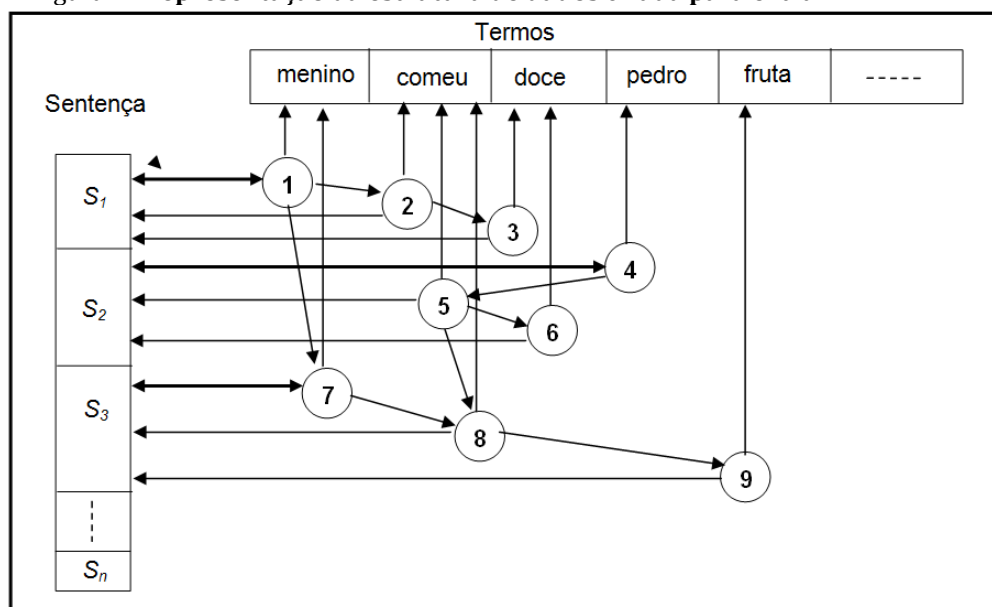 Termos
menino comeu doce pedro fruta -----
Sentença
S1
1
2
3
4
S2
5
6
7
S3
8
9
Sn